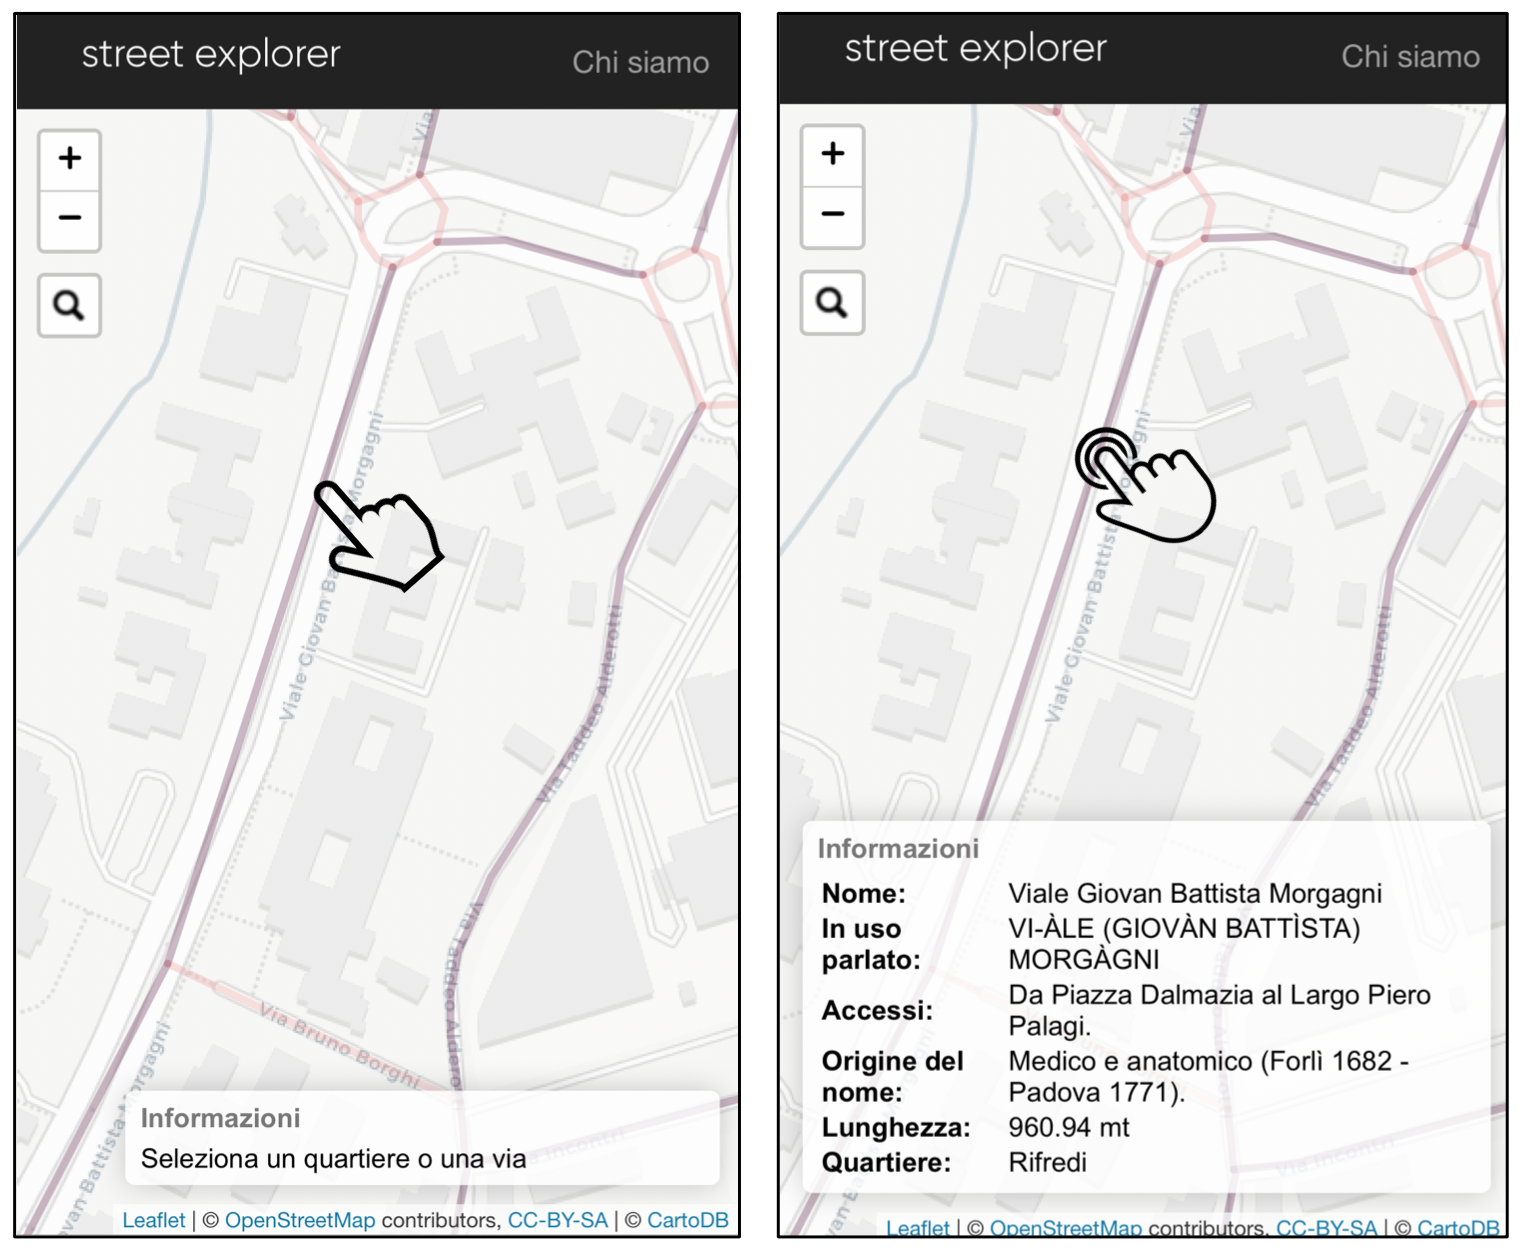 street explorer
Chi siamo
+
−
Via
Viale Giovan Battista Morgagni
Via Taddeo Alderotti
Via Taddeo Aldero
Via Bruno Borghi
Battista Morgagni
Informazioni
Seleziona un quartiere o una via
Leaflet | © OpenStreetMap contributors, CC-BY-SA | © CartoDB
street explorer
Chi siamo
+
−
Via
Viale Giovan Battist
Via Taddeo Alderotti
Informazioni
Nome: Viale Giovan Battista Morgagni
In uso parlato: VI-ÀLE (GIOVÀN BATTÌSTA)
MORGÀGNI
Accessi: Da Piazza Dalmazia al Largo Piero
Palagi.
Origine del nome: Medico e anatomico (Forlì 1682 -
Padova 1771).
Lunghezza: 960.94 mt
Quartiere: Rifredi
Via Incontri
Leaflet | © OpenStreetMap contributors, CC-BY-SA | © CartoDB